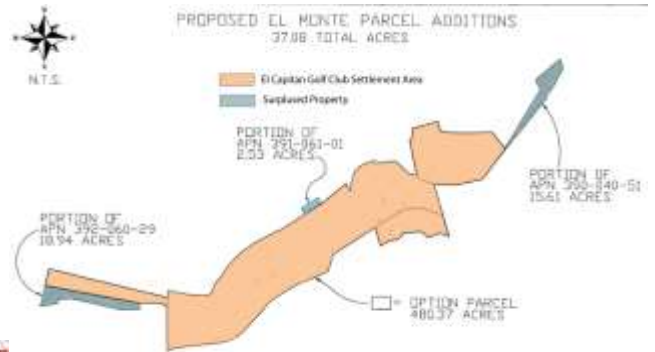 PROPOSED EL MONTE PARCEL ADDITIONS
37.08 TOTAL ACRES
N.T.S.
El Capitan Golf Club Settlement Area
Surplused Property
PORTION OF
APN 391-061-01
2.53 ACRES
PORTION OF
APN 390-040-51
15.61 ACRES
PORTION OF
APN 392-060-29
18.94 ACRES
= OPTION PARCEL
480.37 ACRES